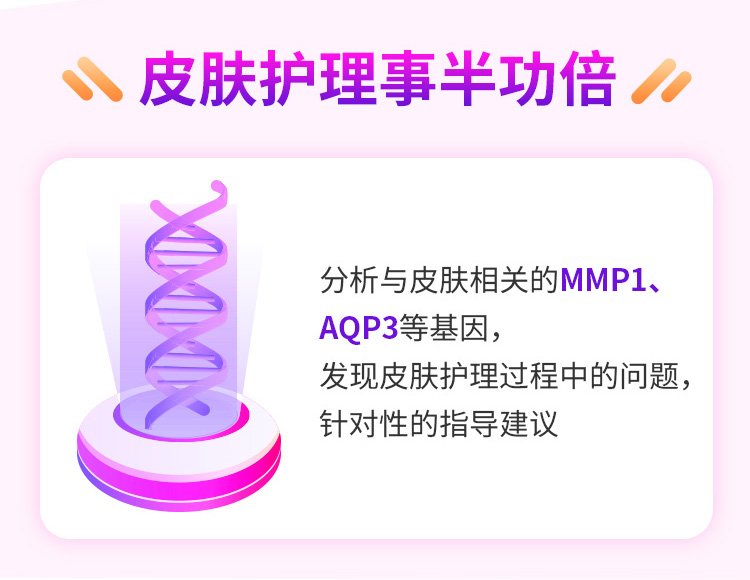 皮肤护理事半功倍
分析与皮肤相关的MMP1、
AQP3等基因，
发现皮肤护理过程中的问题，
针对性的指导建议